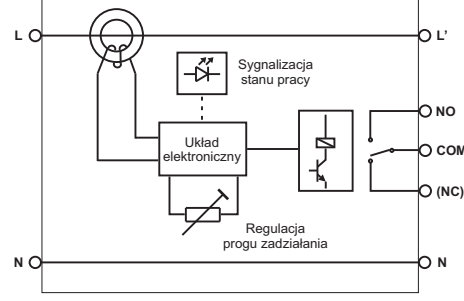 L
L'
Sygnalizacja
stanu pracy
NO
Układ
elektroniczny
COM
(NC)
Regulacja
progu zadziałania
N
N